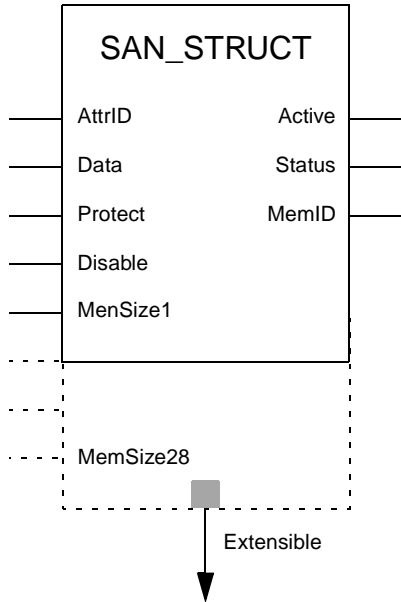 SAN_STRUCT
AttrID Active
Data Status
Protect MemID
Disable
MenSize1
MemSize28
Extensible